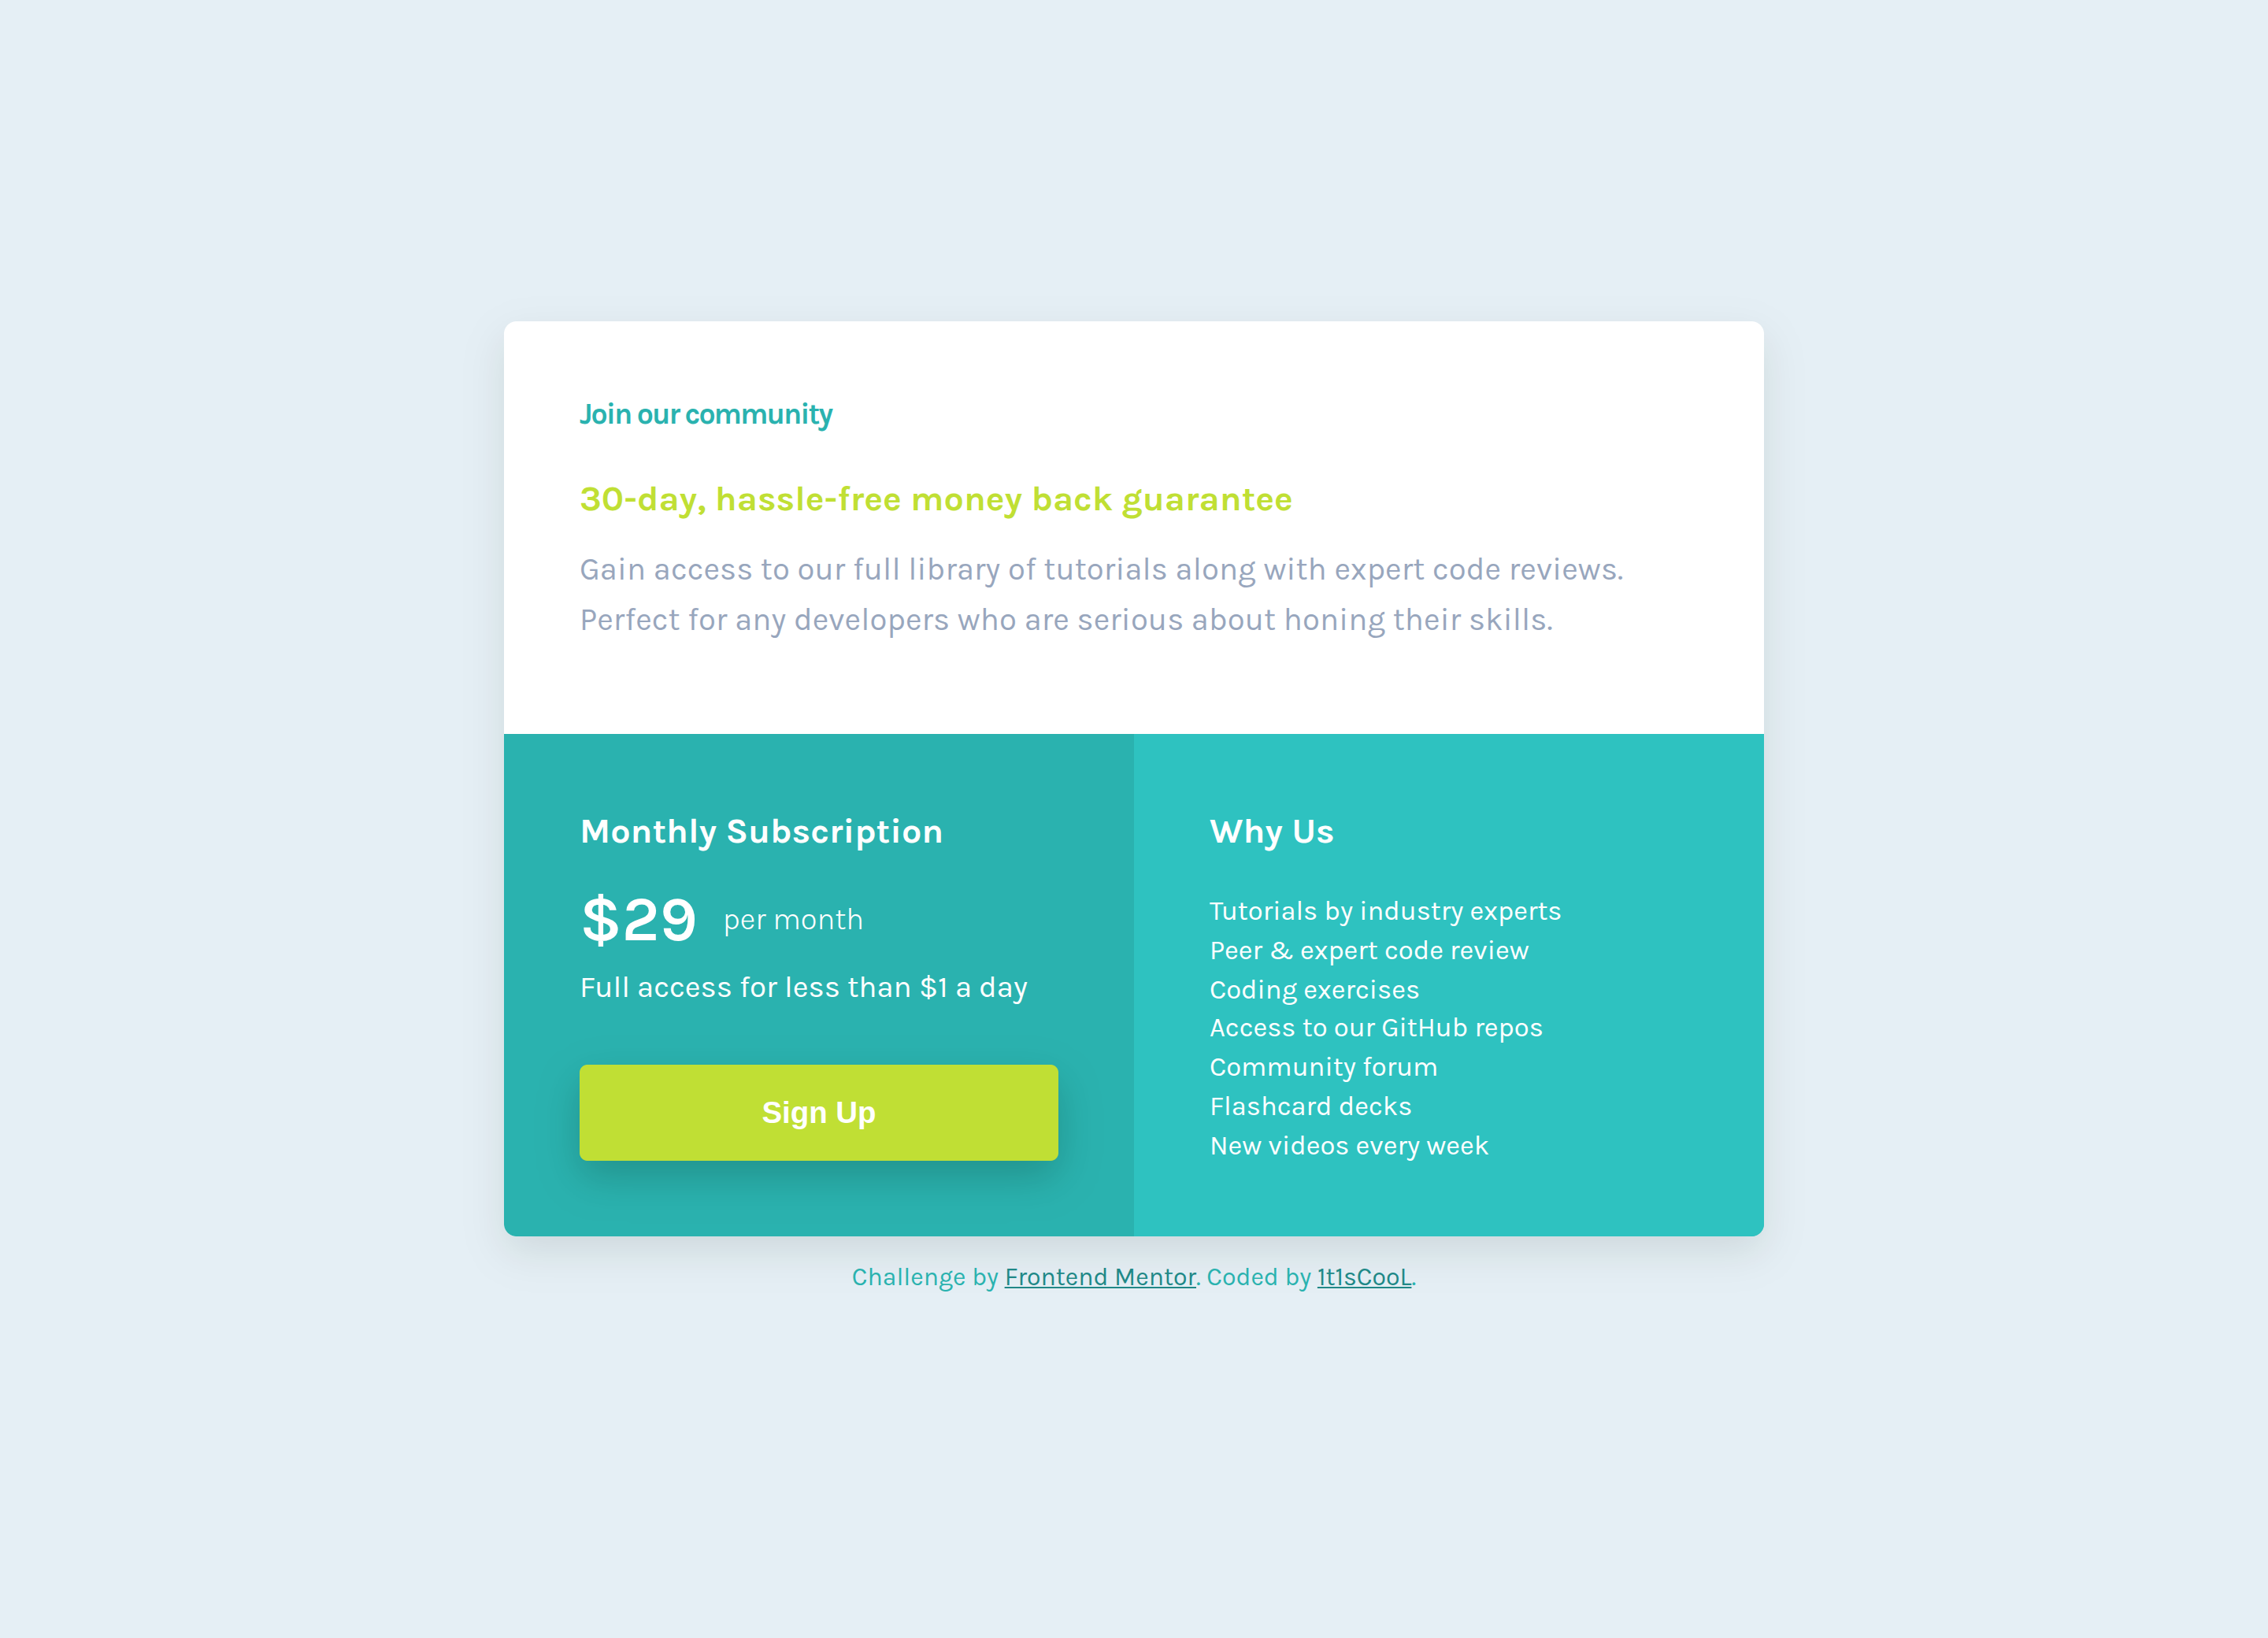 Join our community
30-day, hassle-free money back guarantee
Gain access to our full library of tutorials along with expert code reviews.
Perfect for any developers who are serious about honing their skills.
Monthly Subscription
$29 per month
Full access for less than $1 a day
Sign Up
Why Us
Tutorials by industry experts
Peer & expert code review
Coding exercises
Access to our GitHub repos
Community forum
Flashcard decks
New videos every week
Challenge by Frontend Mentor. Coded by 1t1sCooL.